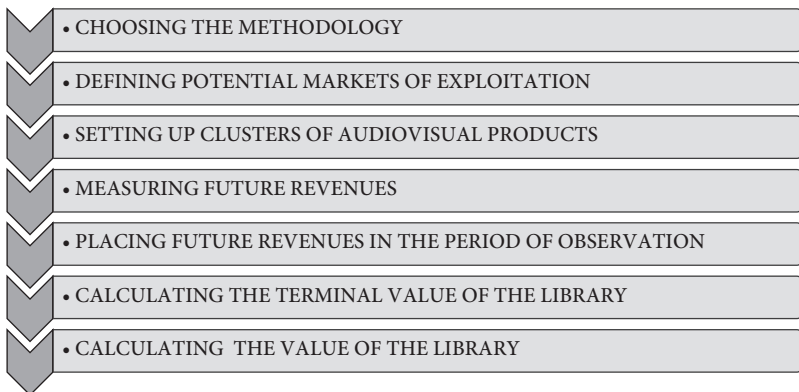 • CHOOSING THE METHODOLOGY
• DEFINING POTENTIAL MARKETS OF EXPLOITATION
• SETTING UP CLUSTERS OF AUDIOVISUAL PRODUCTS
• MEASURING FUTURE REVENUES
• PLACING FUTURE REVENUES IN THE PERIOD OF OBSERVATION
• CALCULATING THE TERMINAL VALUE OF THE LIBRARY
• CALCULATING THE VALUE OF THE LIBRARY